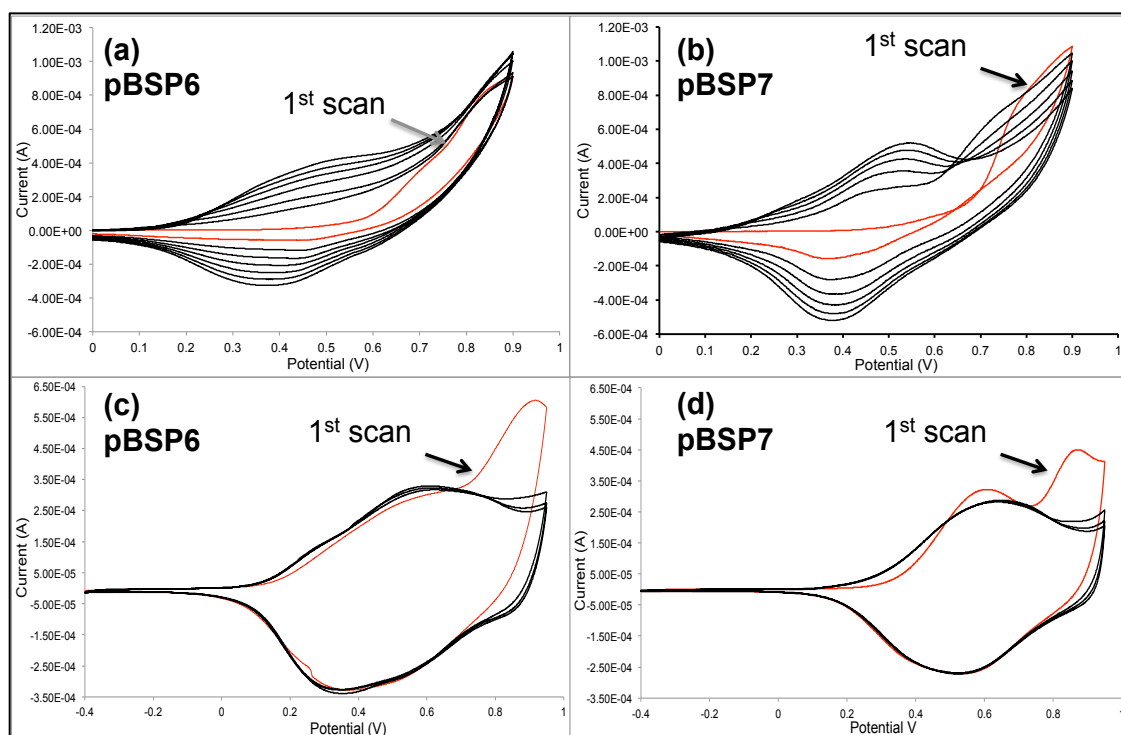 (a)
pBSP6
1st scan
Current (A)
1.20E-03
1.00E-03
8.00E-04
6.00E-04
4.00E-04
2.00E-04
0.00E+00
-2.00E-04
-4.00E-04
-6.00E-04
0 0.1 0.2 0.3 0.4 0.5 0.6 0.7 0.8 0.9 1
Potential (V)
(b)
pBSP7
1st scan
Current (A)
1.20E-03
1.00E-03
8.00E-04
6.00E-04
4.00E-04
2.00E-04
0.00E+00
-2.00E-04
-4.00E-04
-6.00E-04
0 0.1 0.2 0.3 0.4 0.5 0.6 0.7 0.8 0.9 1
Potential (V)
(c)
pBSP6
1st scan
Current (A)
6.50E-04
5.50E-04
4.50E-04
3.50E-04
2.50E-04
1.50E-04
5.00E-05
-5.00E-05
-1.50E-04
-2.50E-04
-3.50E-04
-0.4 -0.2 0 0.2 0.4 0.6 0.8 1
Potential (V)
(d)
pBSP7
1st scan
Current (A)
6.50E-04
5.50E-04
4.50E-04
3.50E-04
2.50E-04
1.50E-04
5.00E-05
-5.00E-05
-1.50E-04
-2.50E-04
-3.50E-04
-0.4 -0.2 0 0.2 0.4 0.6 0.8 1
Potential V